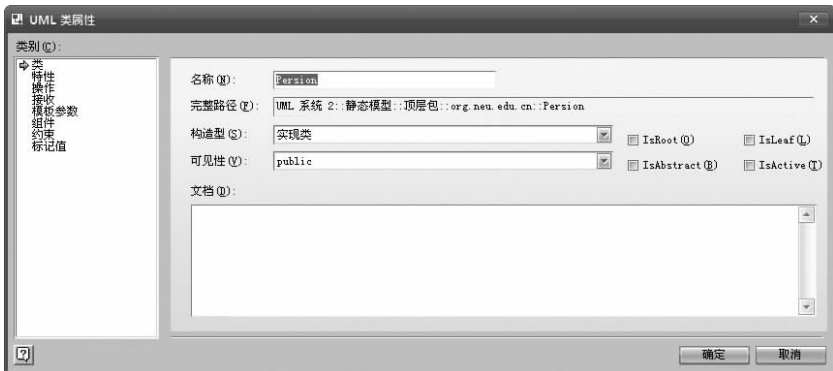 UML 类属性
类别(C):
类
特性
操作
接收
模板参数
组件
约束
标记值
名称(N): Persion
完整路径(F): UML 系统 2::静态模型::顶层包::org.neu.edu.cn::Persion
构造型(S): 实现类
IsRoot(O) IsLeaf(L)
可见性(V): public
IsAbstract(B) IsActive(T)
文档(D):
确定 取消